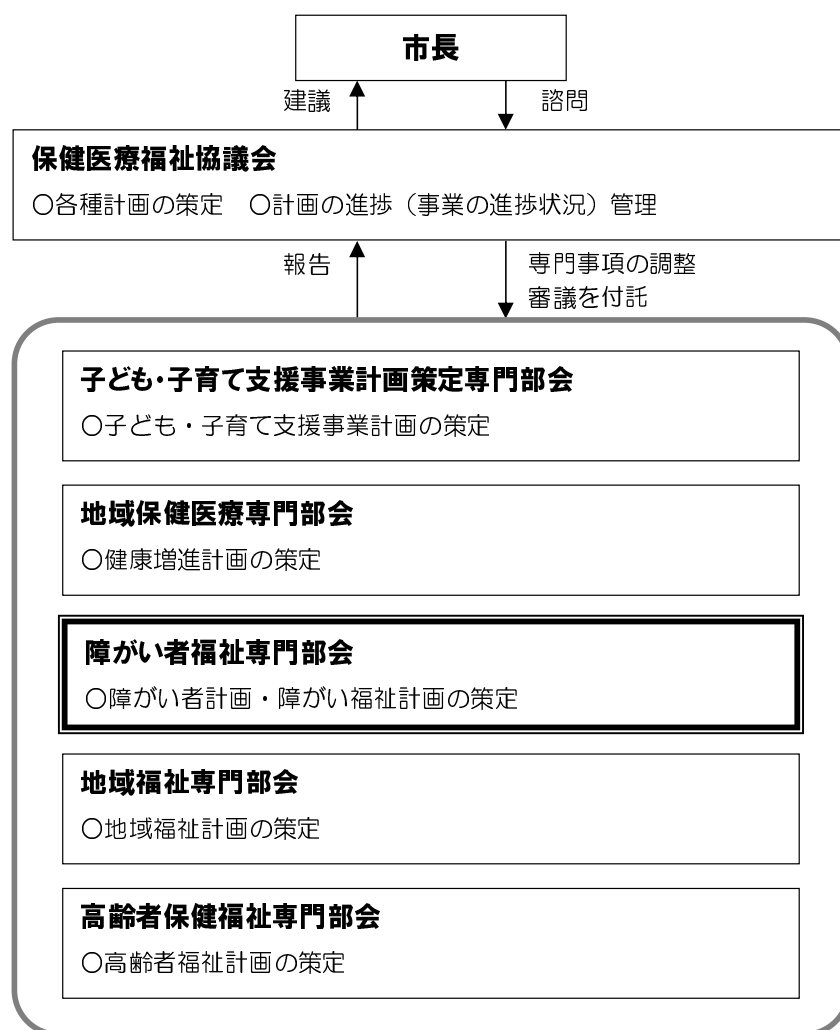 市長
建議
諮問
保健医療福祉協議会
○各種計画の策定　○計画の進捗（事業の進捗状況）管理
報告
専門事項の調整
審議を付託
子ども・子育て支援事業計画策定専門部会
○子ども・子育て支援事業計画の策定
地域保健医療専門部会
○健康増進計画の策定
障がい者福祉専門部会
○障がい者計画・障がい福祉計画の策定
地域福祉専門部会
○地域福祉計画の策定
高齢者保健福祉専門部会
○高齢者福祉計画の策定